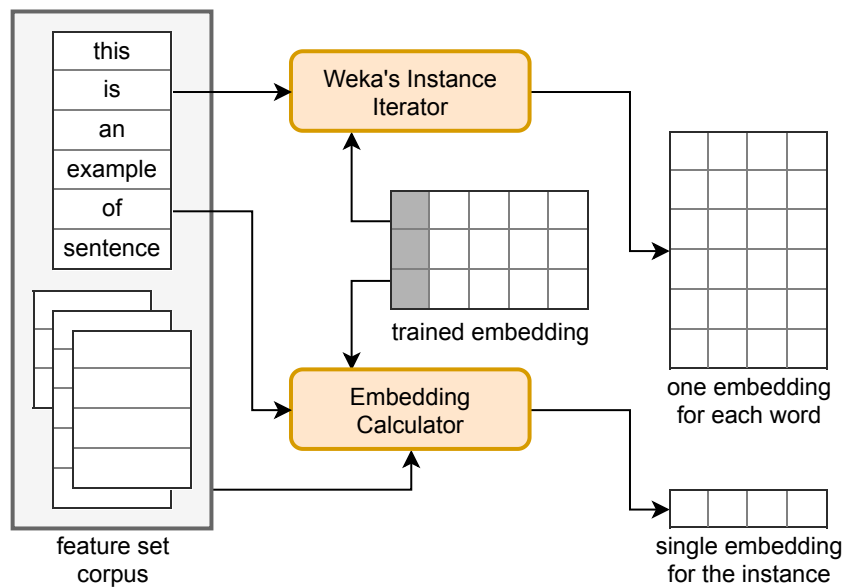 this
is
an
example
of
sentence
Weka's Instance
Iterator
trained embedding
Embedding
Calculator
one embedding
for each word
feature set
corpus
single embedding
for the instance